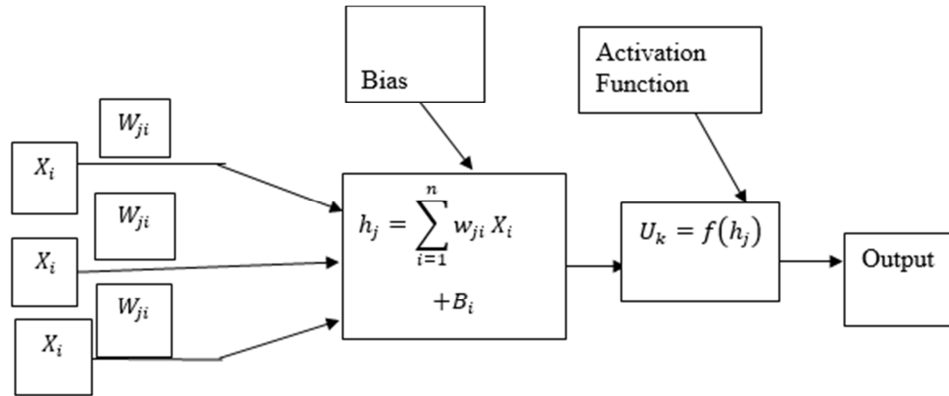 Bias
Activation
Function
W_{ji}
X_i
W_{ji}
X_i
W_{ji}
X_i
h_j = \sum_{i=1}^{n} w_{ji} X_i
+B_i
U_k = f(h_j)
Output